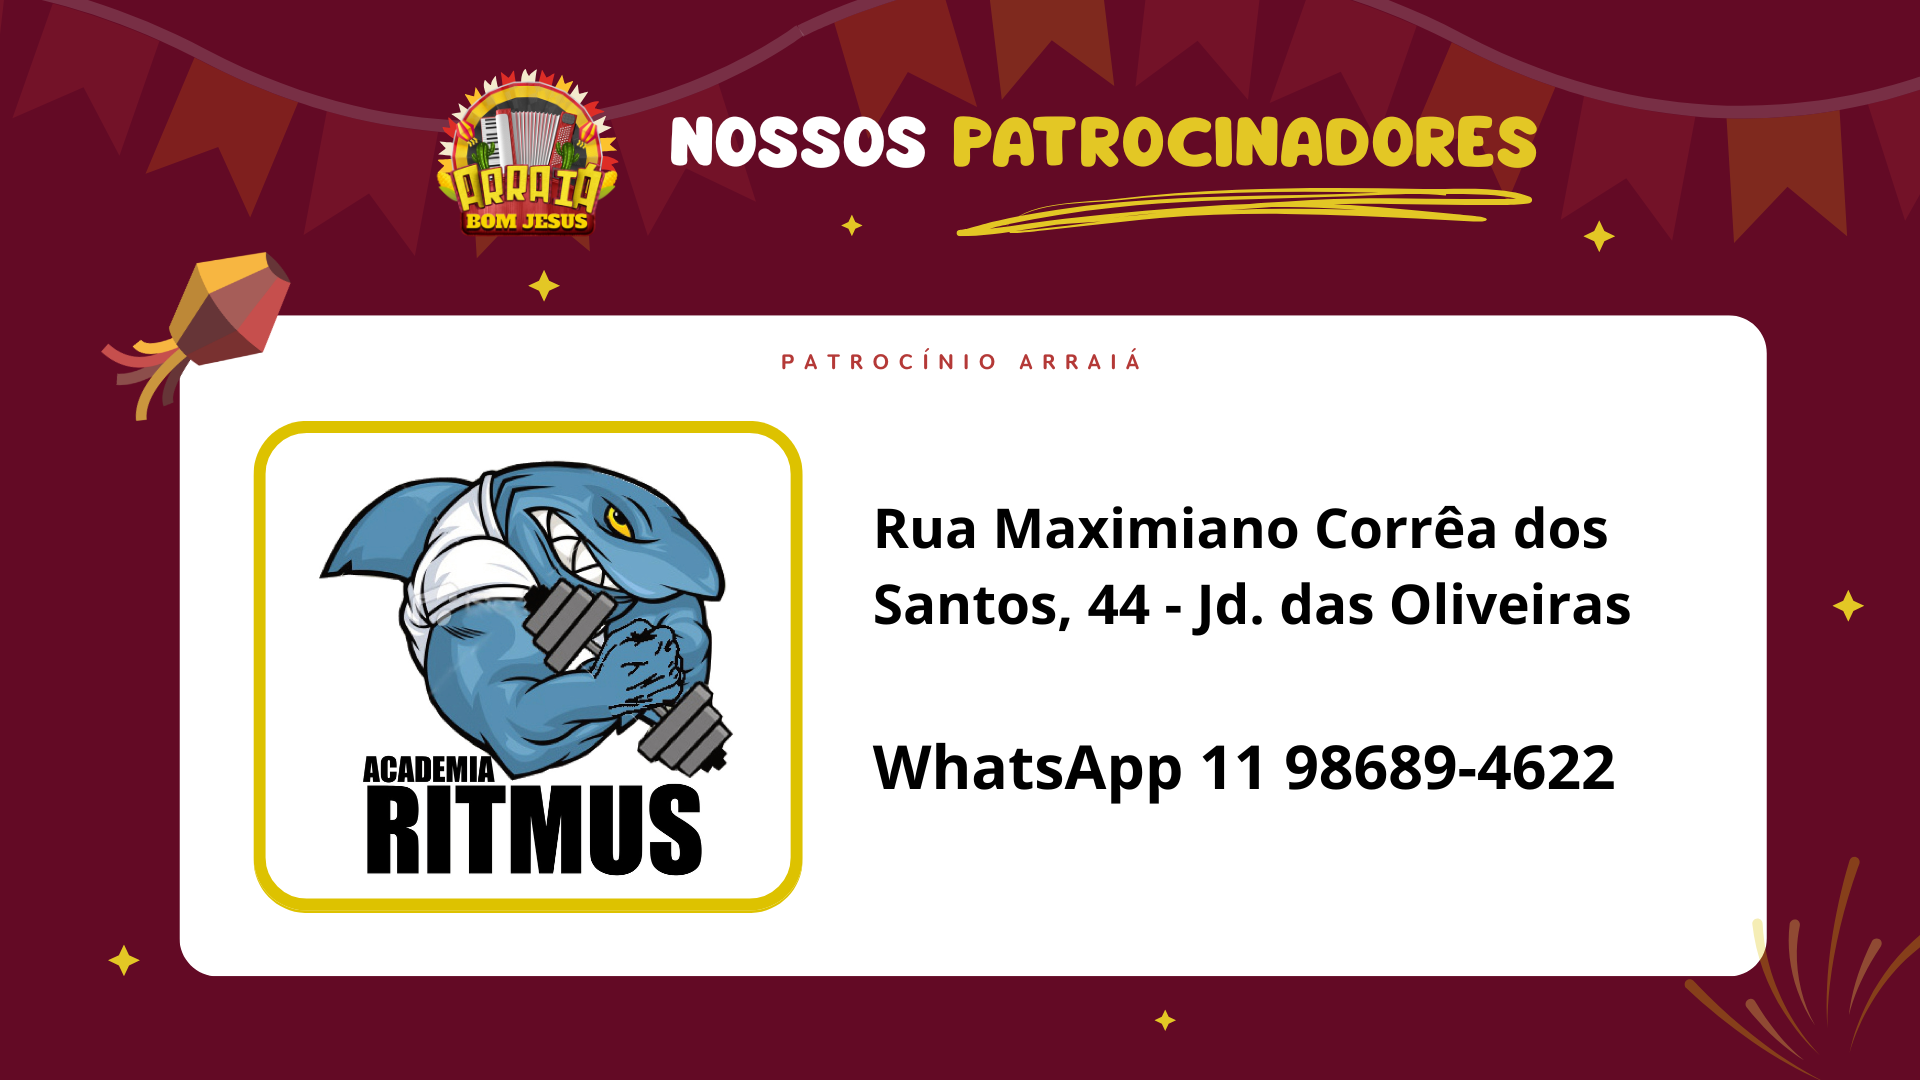 ARRAIÁ
BOM JESUS
NOSSOS PATROCINADORES
PATROCÍNIO ARRAIÁ
ACADEMIA
RITMUS
Rua Maximiano Corrêa dos
Santos, 44 - Jd. das Oliveiras
WhatsApp 11 98689-4622